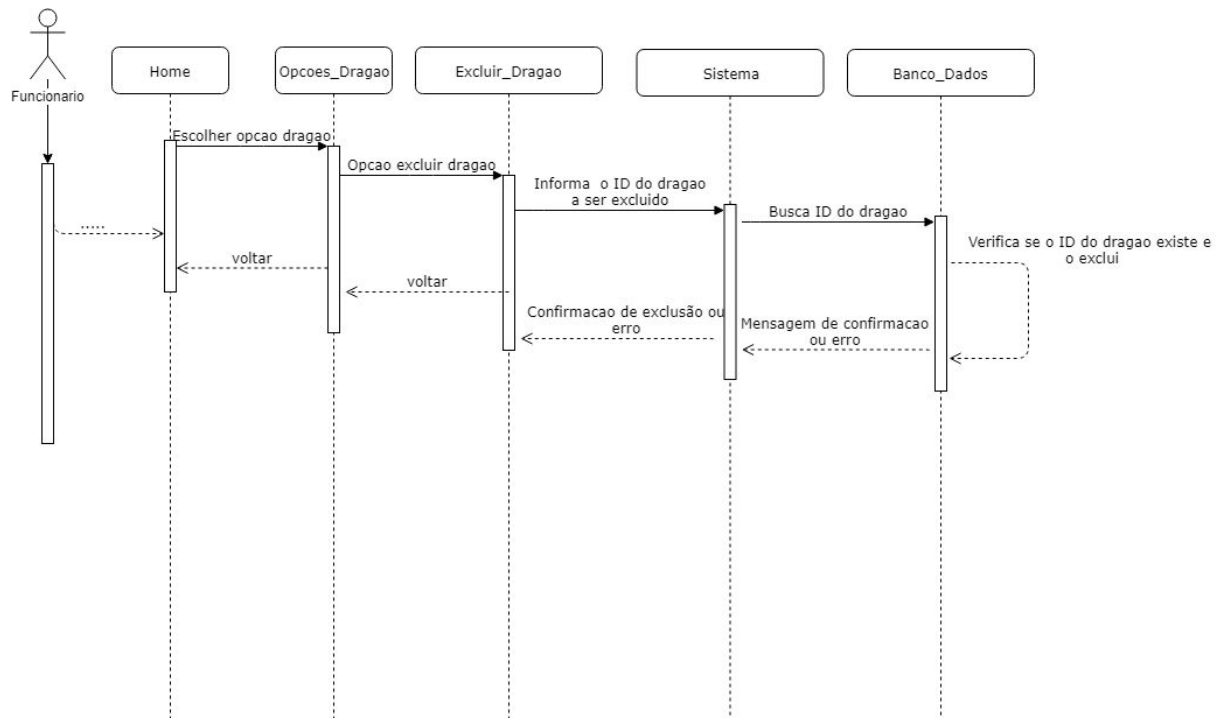 Home
Opcoes_Dragao
Excluir_Dragao
Sistema
Banco_Dados
Funcionario
Escolher opcao dragao
Opcao excluir dragao
Informa o ID do dragao
a ser excluido
Busca ID do dragao
Verifica se o ID do dragao existe e
o exclui
.....
voltar
voltar
Confirmacao de exclusão ou
erro
Mensagem de confirmacao
ou erro